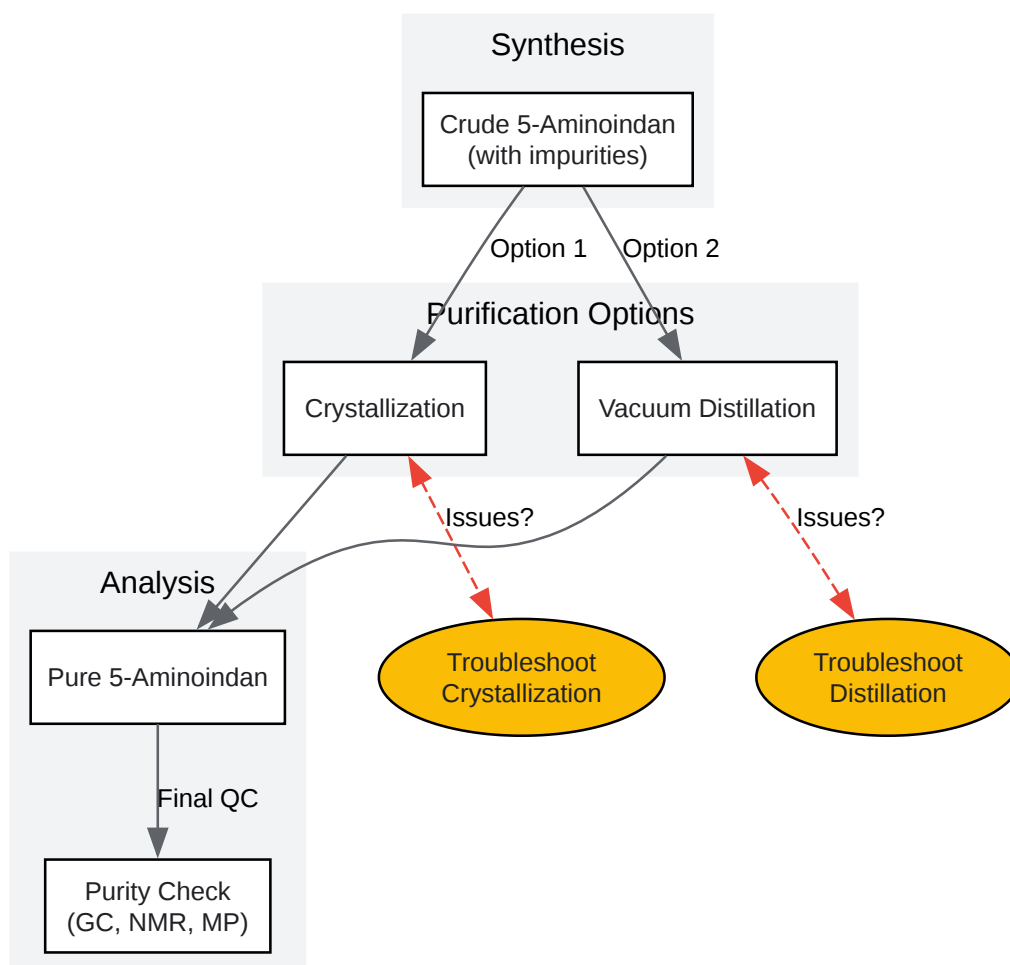 Synthesis
Crude 5-Aminoindan
(with impurities)
Option 1
Option 2
Purification Options
Crystallization
Vacuum Distillation
Issues?
Issues?
Analysis
Pure 5-Aminoindan
Troubleshoot
Crystallization
Troubleshoot
Distillation
Final QC
Purity Check
(GC, NMR, MP)